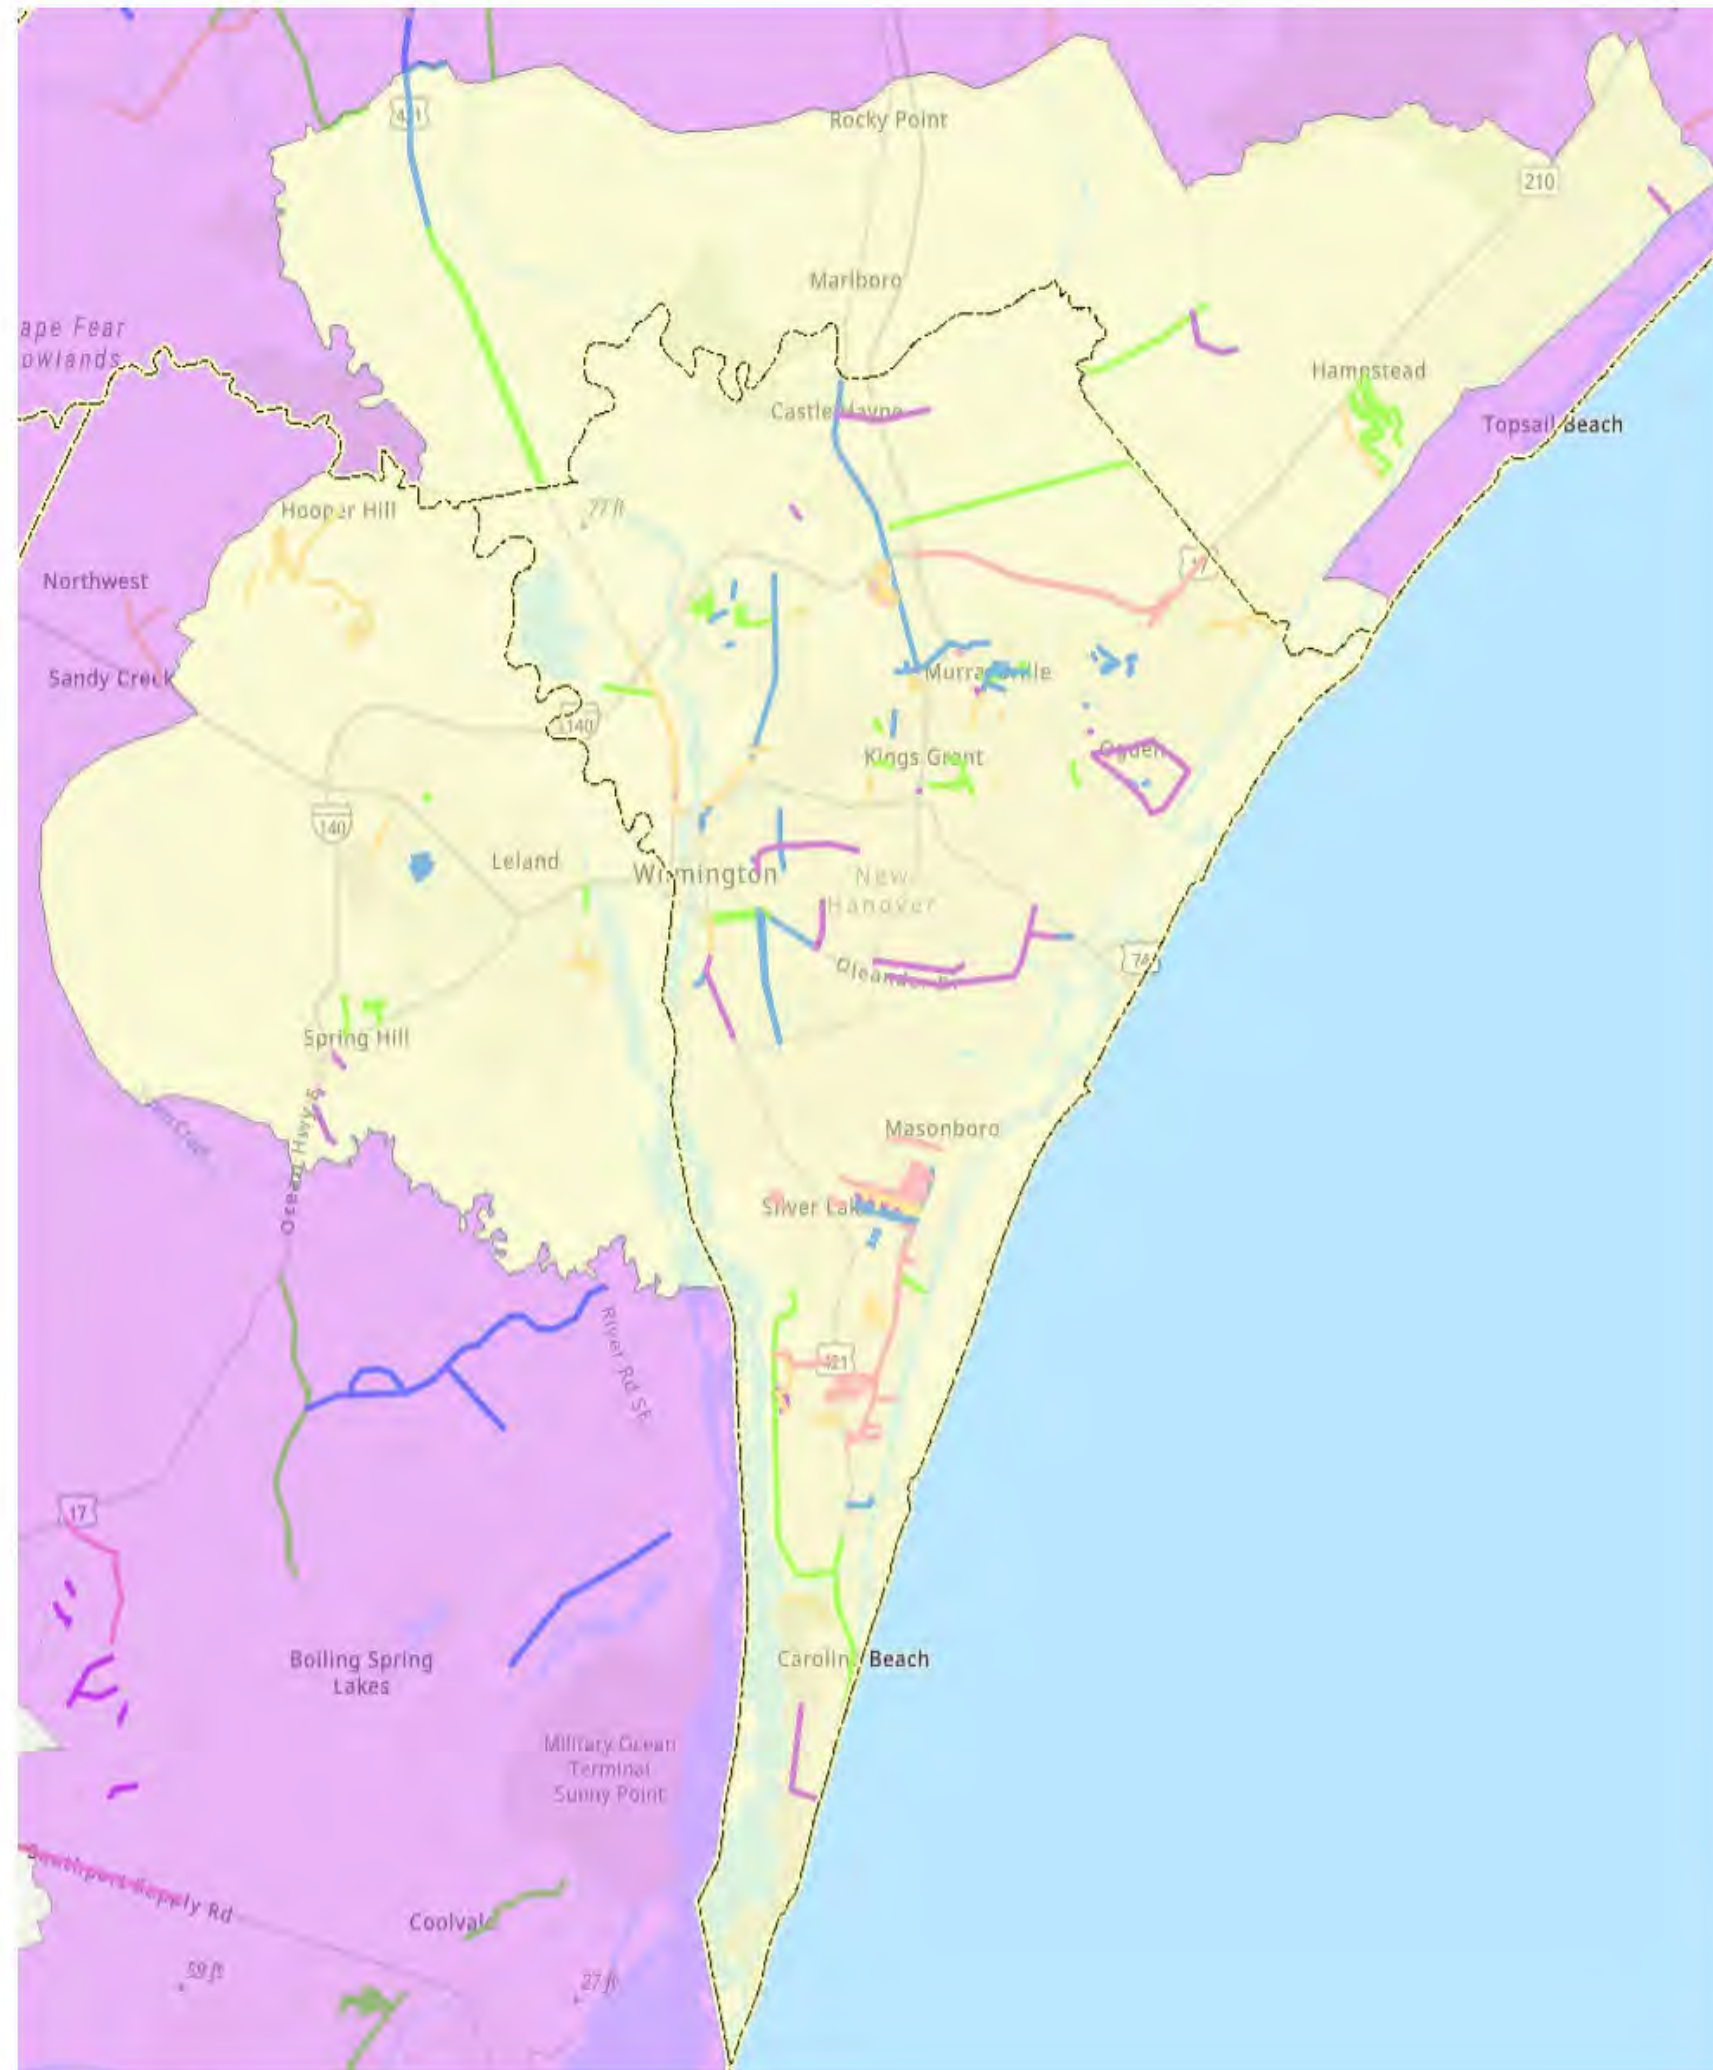 421
Rocky Point
210
Marlboro
ape Fear
owlands
Hampstead
Castle Hayne
Topsail Beach
Hooper Hill
27 ft
Northwest
17
Sandy Creek
Murraysville
140
Kings Grant
Ogden
140
Leland
Wilmington
New
Hanover
74
Oleander Dr
Spring Hill
Ocean Hwy E
Masonboro
Silver Lake
River Rd SE
421
17
Boiling Spring
Lakes
Carolina Beach
Military Ocean
Terminal
Sunny Point
Southport-Supply Rd
Coolvale
59 ft
27 ft